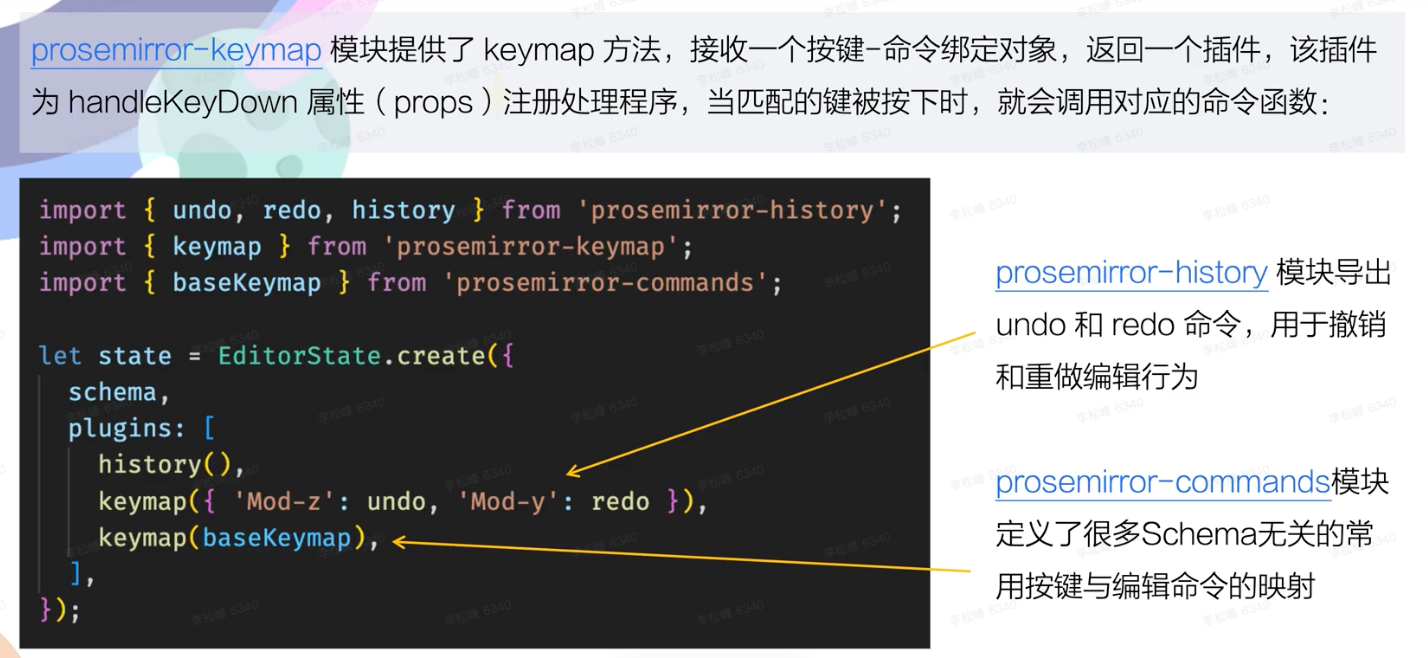 prosemirror-keymap 模块提供了 keymap 方法，接收一个按键-命令绑定对象，返回一个插件，该插件
为 handleKeyDown 属性（props）注册处理程序，当匹配的键被按下时，就会调用对应的命令函数：
import { undo, redo, history } from 'prosemirror-history';
import { keymap } from 'prosemirror-keymap';
import { baseKeymap } from 'prosemirror-commands';
let state = EditorState.create({
  schema,
  plugins: [
    history(),
    keymap({ 'Mod-z': undo, 'Mod-y': redo }),
    keymap(baseKeymap),
  ],
});
prosemirror-history 模块导出
undo 和 redo 命令，用于撤销
和重做编辑行为
prosemirror-commands模块
定义了很多Schema无关的常
用按键与编辑命令的映射
李松峰 6340